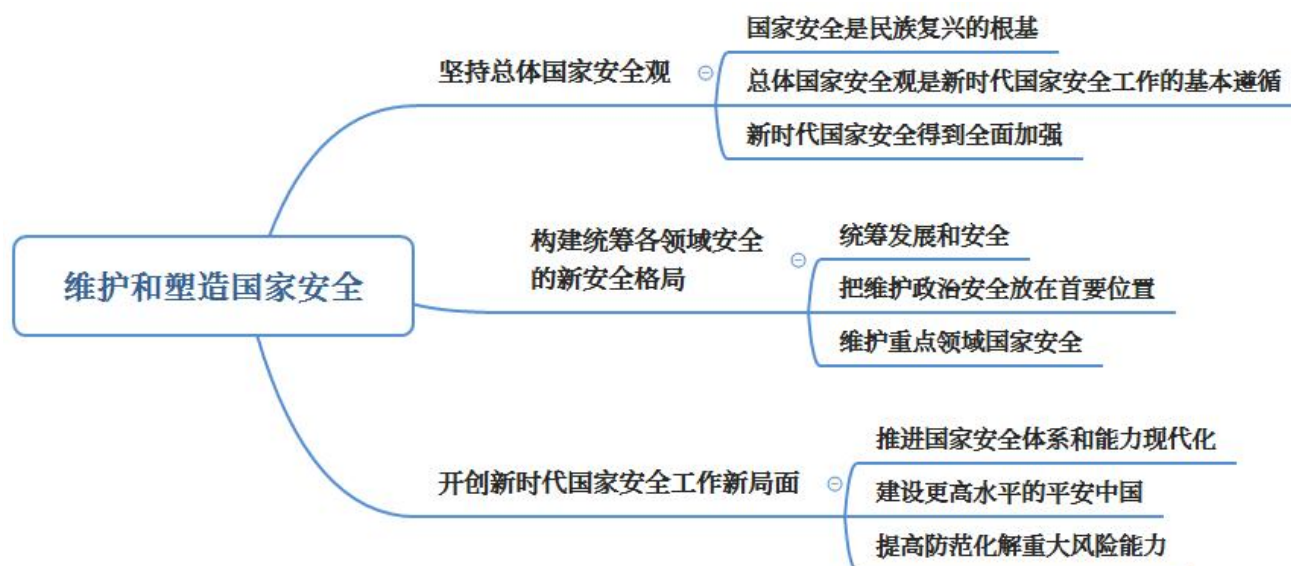 维护和塑造国家安全
坚持总体国家安全观
国家安全是民族复兴的根基
总体国家安全观是新时代国家安全工作的基本遵循
新时代国家安全得到全面加强
构建统筹各领域安全
的新安全格局
统筹发展和安全
把维护政治安全放在首要位置
维护重点领域国家安全
开创新时代国家安全工作新局面
推进国家安全体系和能力现代化
建设更高水平的平安中国
提高防范化解重大风险能力